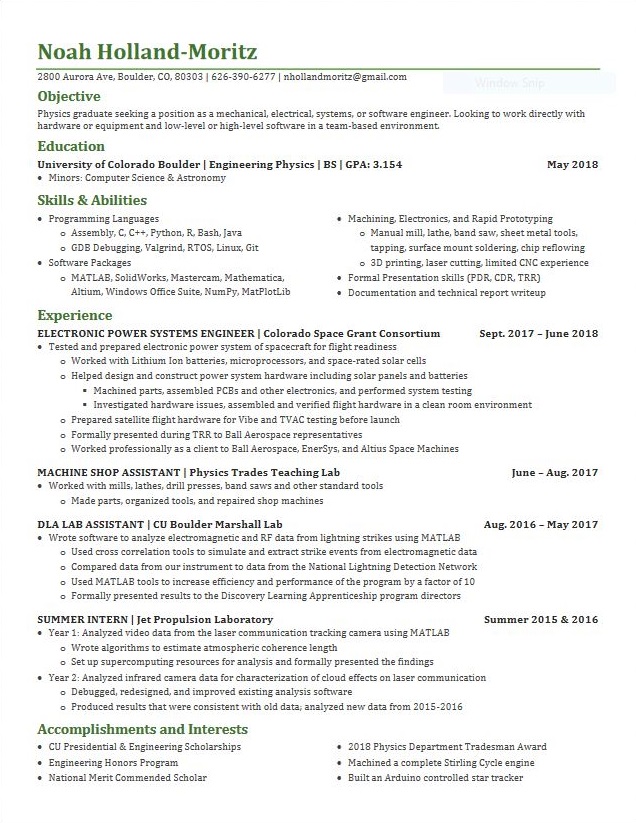 Noah Holland-Moritz
2800 Aurora Ave, Boulder, CO, 80303 | 626-390-6277 | nhollandmoritz@gmail.com
Window Snip
Objective
Physics graduate seeking a position as a mechanical, electrical, systems, or software engineer. Looking to work directly with
hardware or equipment and low-level or high-level software in a team-based environment.
Education
University of Colorado Boulder | Engineering Physics | BS | GPA: 3.154 May 2018
• Minors: Computer Science & Astronomy
Skills & Abilities
• Programming Languages
o Assembly, C, C++, Python, R, Bash, Java
o GDB Debugging, Valgrind, RTOS, Linux, Git
• Software Packages
o MATLAB, SolidWorks, Mastercam, Mathematica,
Altium, Windows Office Suite, NumPy, MatPlotLib
• Machining, Electronics, and Rapid Prototyping
o Manual mill, lathe, band saw, sheet metal tools,
tapping, surface mount soldering, chip reflowing
o 3D printing, laser cutting, limited CNC experience
• Formal Presentation skills (PDR, CDR, TRR)
• Documentation and technical report writeup
Experience
ELECTRONIC POWER SYSTEMS ENGINEER | Colorado Space Grant Consortium Sept. 2017 – June 2018
• Tested and prepared electronic power system of spacecraft for flight readiness
o Worked with Lithium Ion batteries, microprocessors, and space-rated solar cells
o Helped design and construct power system hardware including solar panels and batteries
▪ Machined parts, assembled PCBs and other electronics, and performed system testing
▪ Investigated hardware issues, assembled and verified flight hardware in a clean room environment
o Prepared satellite flight hardware for Vibe and TVAC testing before launch
o Formally presented during TRR to Ball Aerospace representatives
o Worked professionally as a client to Ball Aerospace, EnerSys, and Altius Space Machines
MACHINE SHOP ASSISTANT | Physics Trades Teaching Lab June – Aug. 2017
• Worked with mills, lathes, drill presses, band saws and other standard tools
o Made parts, organized tools, and repaired shop machines
DLA LAB ASSISTANT | CU Boulder Marshall Lab Aug. 2016 – May 2017
• Wrote software to analyze electromagnetic and RF data from lightning strikes using MATLAB
o Used cross correlation tools to simulate and extract strike events from electromagnetic data
o Compared data from our instrument to data from the National Lightning Detection Network
o Used MATLAB tools to increase efficiency and performance of the program by a factor of 10
o Formally presented results to the Discovery Learning Apprenticeship program directors
SUMMER INTERN | Jet Propulsion Laboratory Summer 2015 & 2016
• Year 1: Analyzed video data from the laser communication tracking camera using MATLAB
o Wrote algorithms to estimate atmospheric coherence length
o Set up supercomputing resources for analysis and formally presented the findings
• Year 2: Analyzed infrared camera data for characterization of cloud effects on laser communication
o Debugged, redesigned, and improved existing analysis software
o Produced results that were consistent with old data; analyzed new data from 2015-2016
Accomplishments and Interests
• CU Presidential & Engineering Scholarships
• Engineering Honors Program
• National Merit Commended Scholar
• 2018 Physics Department Tradesman Award
• Machined a complete Stirling Cycle engine
• Built an Arduino controlled star tracker